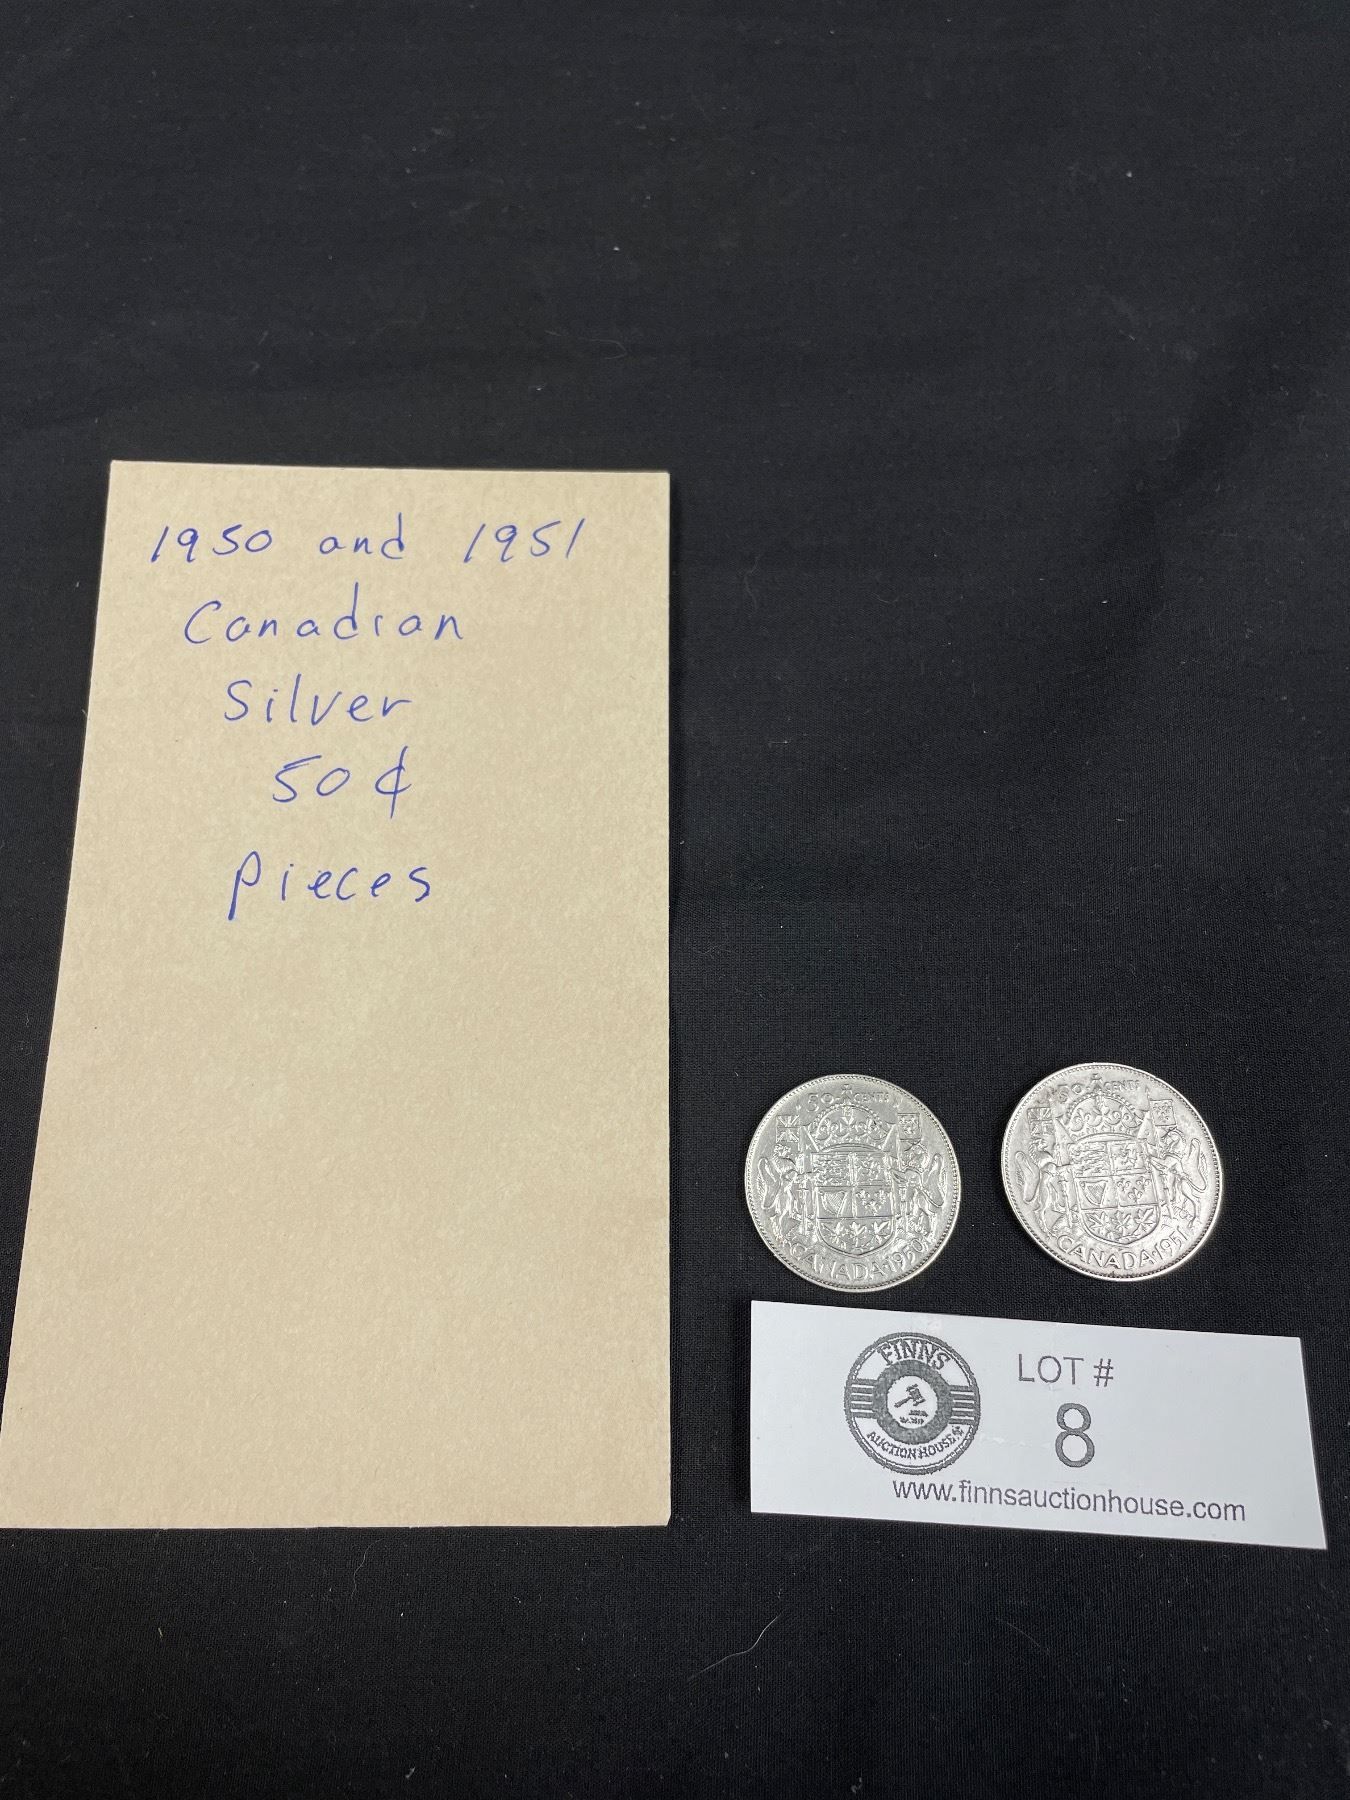 1950 and 1951
Canadian
Silver
50¢
Pieces
50 CENTS
CANADA·1950
50 CENTS
CANADA·1951
FINNS
AUCTION HOUSE
LOT #
8
www.finnsauctionhouse.com